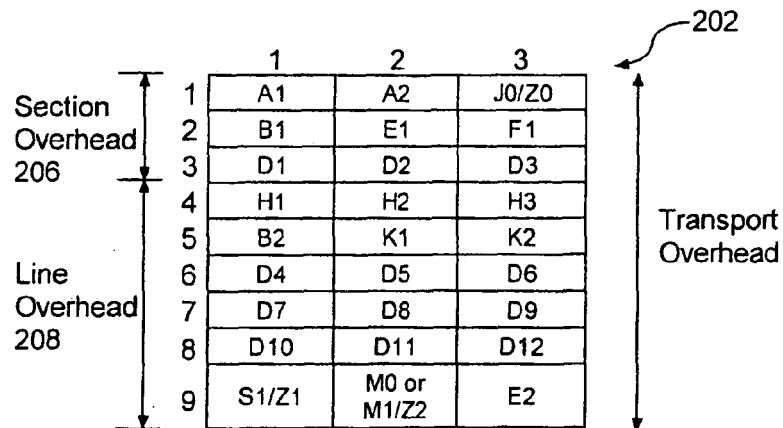 202
1 2 3
1 A1 A2 J0/Z0
2 B1 E1 F1
3 D1 D2 D3
4 H1 H2 H3
5 B2 K1 K2
6 D4 D5 D6
7 D7 D8 D9
8 D10 D11 D12
9 S1/Z1 M0 or M1/Z2 E2
Section
Overhead
206
Line
Overhead
208
Transport
Overhead